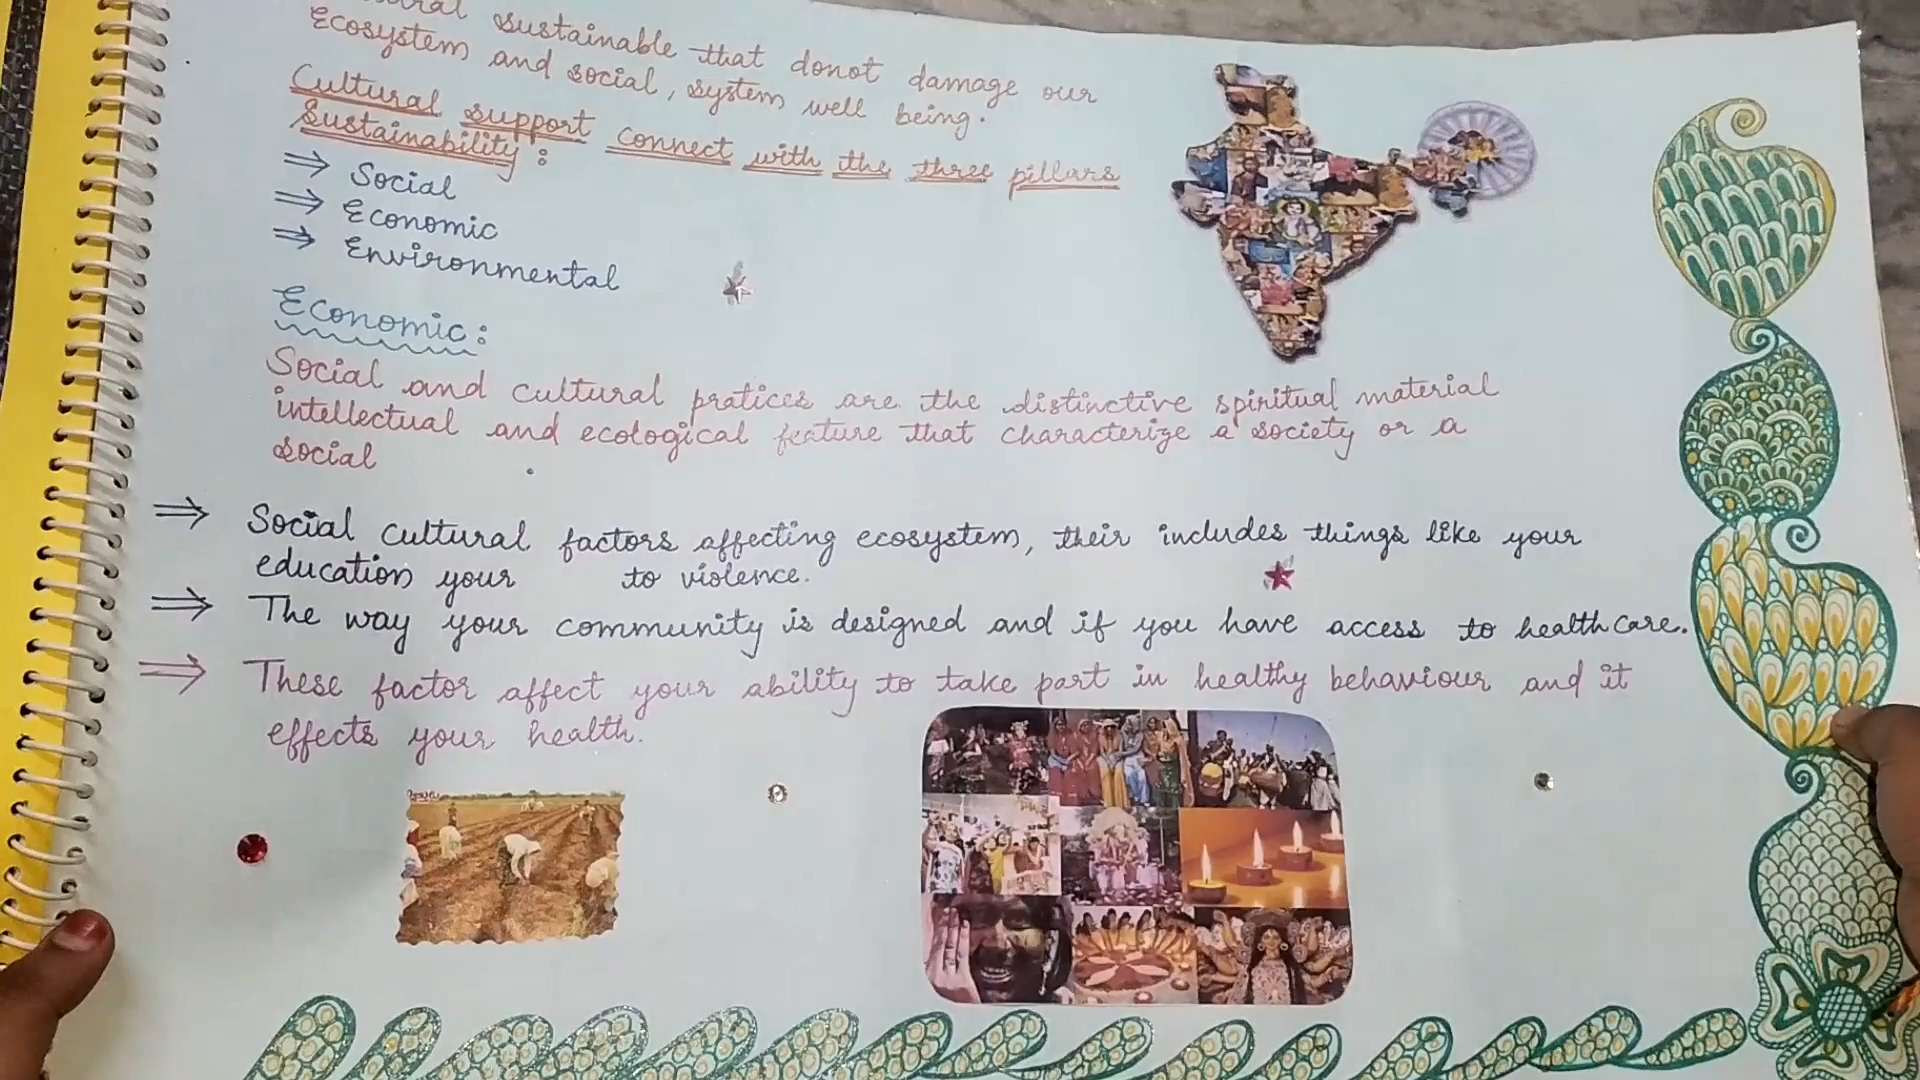 sustainable that donot damage our
Ecosystem and social, system well being.
Cultural support connect with the three pillars
Sustainability :
⇒ Social
⇒ Economic
⇒ Environmental
Economic :
Social and cultural pratices are the distinctive spiritual material
intellectual and ecological feature that characterize a society or a
social
⇒ Social cultural factors affecting ecosystem, their includes things like your
education your to violence.
⇒ The way your community is designed and if you have access to health care.
⇒ These factor affect your ability to take part in healthy behaviour and it
effects your health.